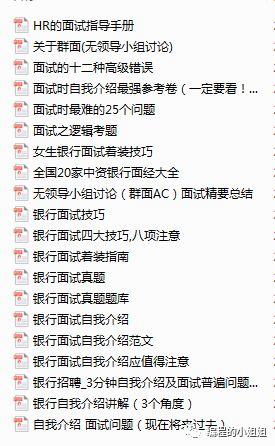 HR的面试指导手册
关于群面(无领导小组讨论)
面试的十二种高级错误
面试时自我介绍最强参考卷（一定要看！...
面试时最难的25个问题
面试之逻辑考题
女生银行面试着装技巧
全国20家中资银行面经大全
无领导小组讨论（群面AC）面试精要总结
银行面试技巧
银行面试四大技巧,八项注意
银行面试着装指南
银行面试真题
银行面试真题题库
银行面试自我介绍
银行面试自我介绍范文
银行面试自我介绍应值得注意
银行招聘_3分钟自我介绍及面试普遍问题...
银行自我介绍讲解（3个角度）
自我介绍 面试问题（现在将来过去）
编程的小姐姐